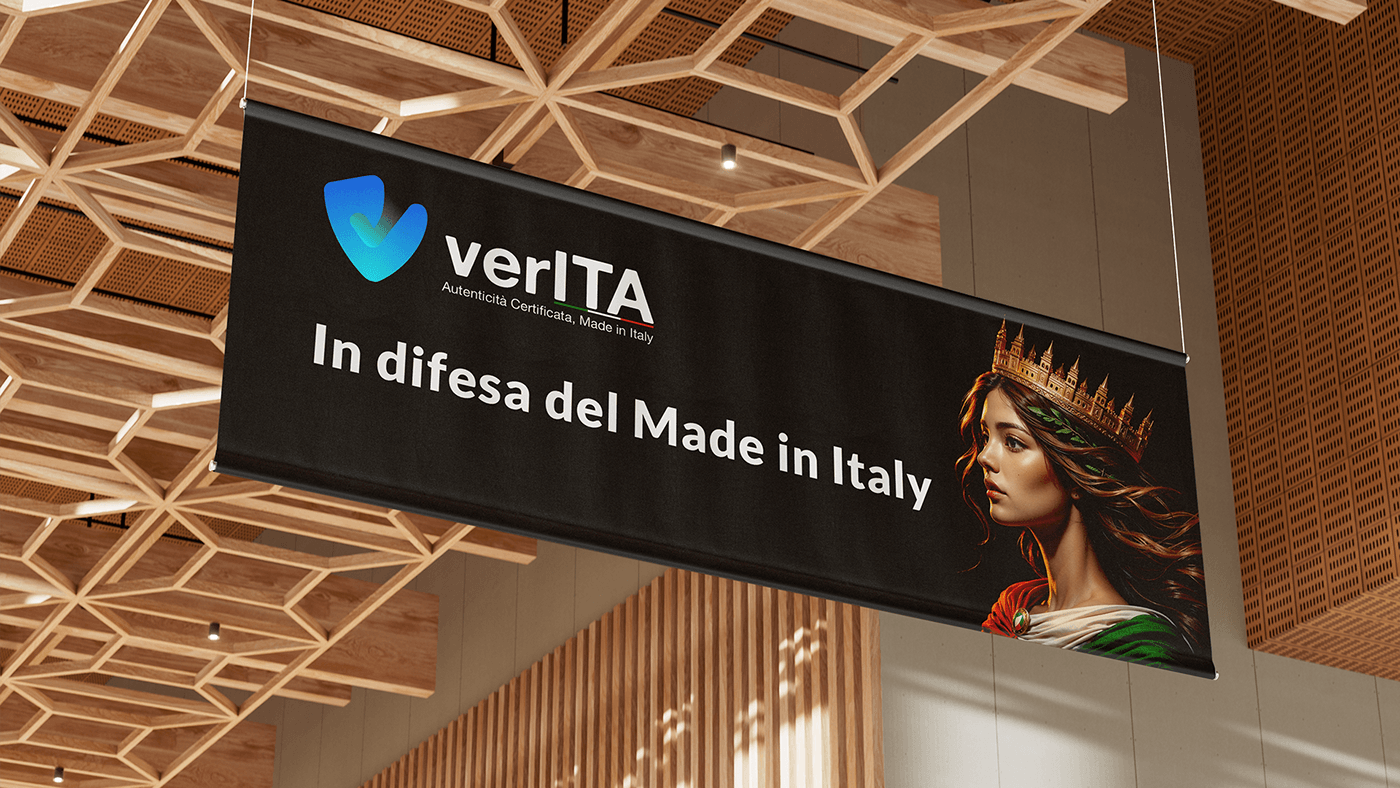 verITA
Autenticità Certificata, Made in Italy
In difesa del Made in Italy